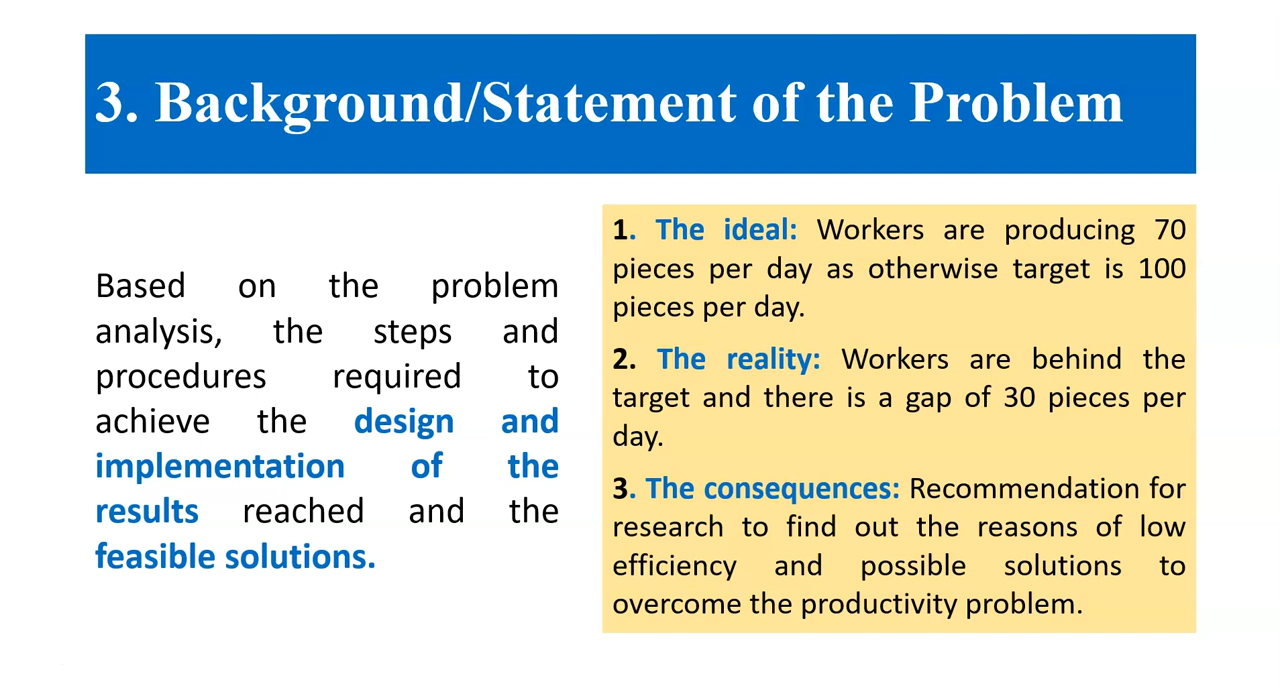 3. Background/Statement of the Problem
Based on the problem
analysis, the steps and
procedures required to
achieve the design and
implementation of the
results reached and the
feasible solutions.
1. The ideal: Workers are producing 70
pieces per day as otherwise target is 100
pieces per day.
2. The reality: Workers are behind the
target and there is a gap of 30 pieces per
day.
3. The consequences: Recommendation for
research to find out the reasons of low
efficiency and possible solutions to
overcome the productivity problem.